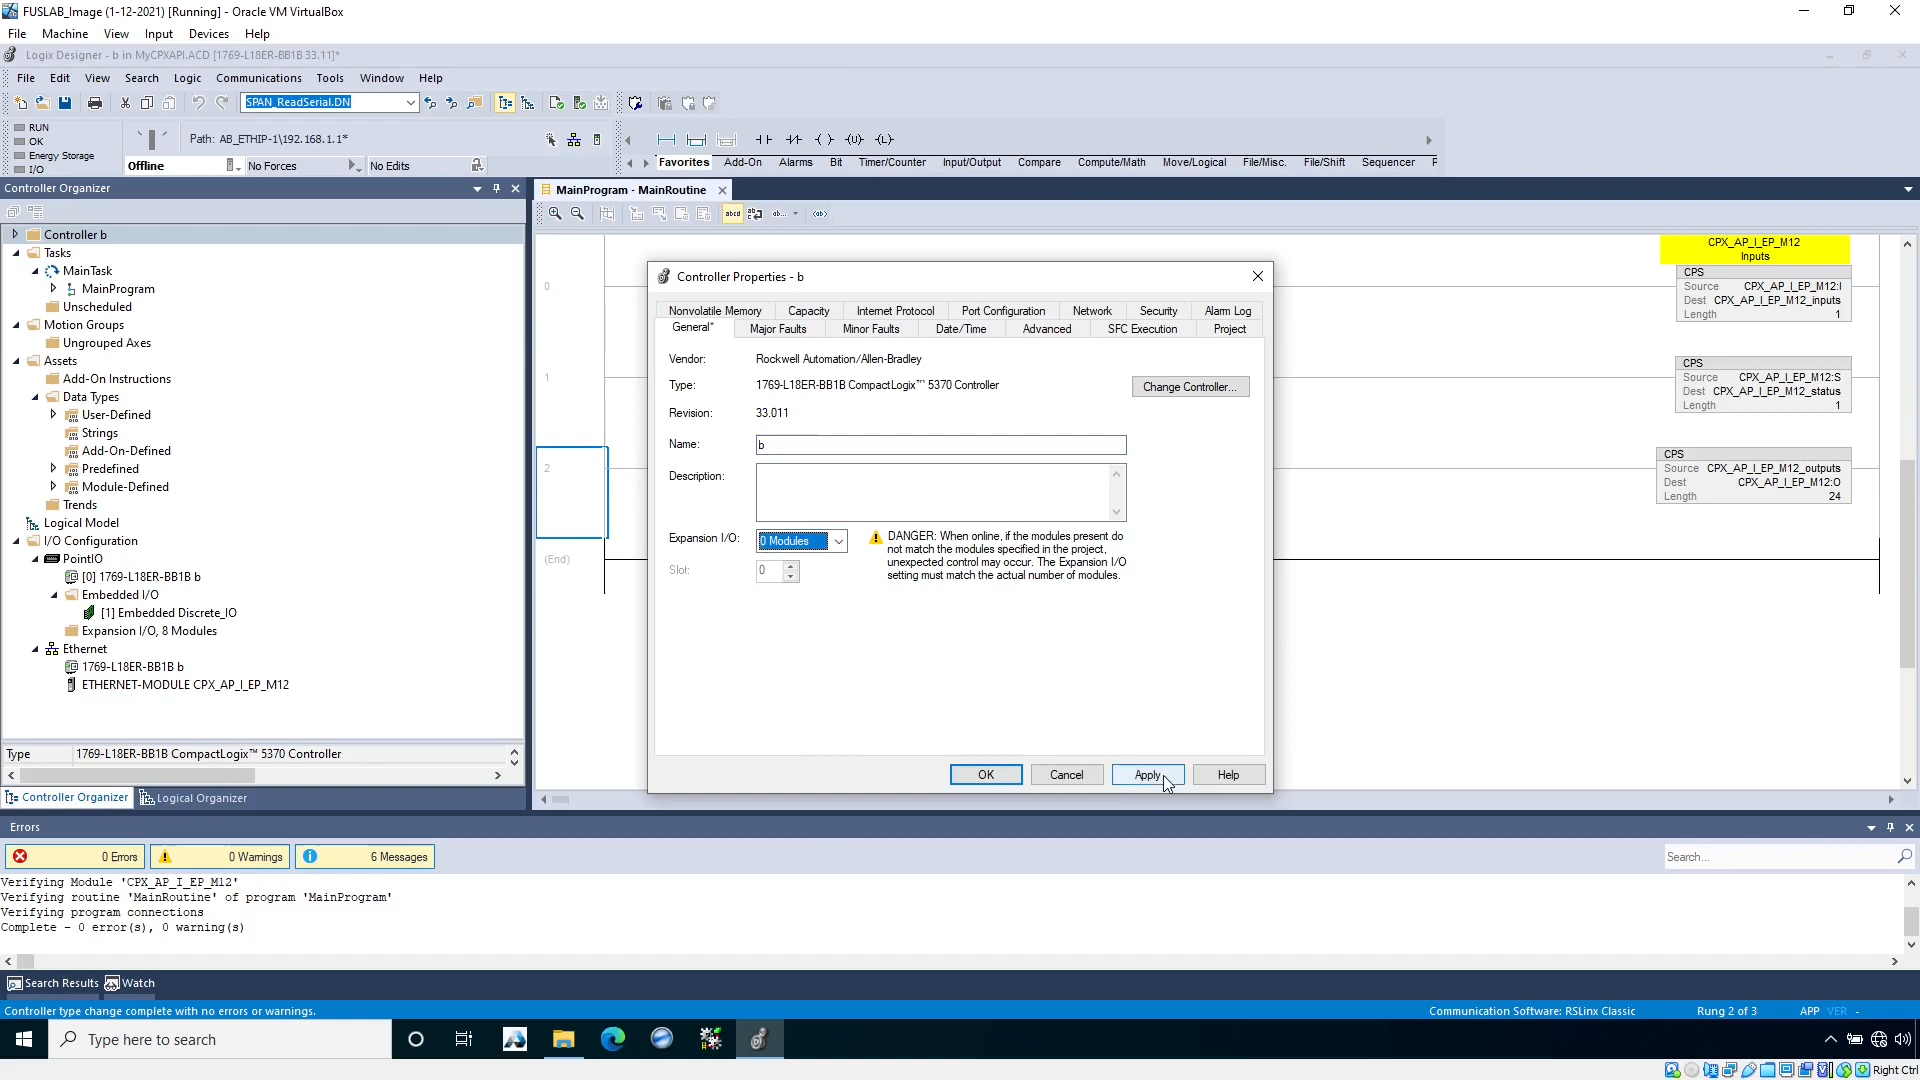 FUSLAB_Image (1-12-2021) [Running] - Oracle VM VirtualBox
File Machine View Input Devices Help
Logix Designer - b in MyCPXAPI.ACD [1769-L18ER-BB1B 33.11]*
File Edit View Search Logic Communications Tools Window Help
SPAN_ReadSerial.DN
RUN
OK
Energy Storage
I/O
Path: AB_ETHIP-1\192.168.1.1*
Offline
No Forces
No Edits
Favorites Add-On Alarms Bit Timer/Counter Input/Output Compare Compute/Math Move/Logical File/Misc. File/Shift Sequencer
Controller Organizer
Controller b
Tasks
MainTask
MainProgram
Unscheduled
Motion Groups
Ungrouped Axes
Assets
Add-On Instructions
Data Types
User-Defined
Strings
Add-On-Defined
Predefined
Module-Defined
Trends
Logical Model
I/O Configuration
PointIO
[0] 1769-L18ER-BB1B b
Embedded I/O
[1] Embedded Discrete_IO
Expansion I/O, 8 Modules
Ethernet
1769-L18ER-BB1B b
ETHERNET-MODULE CPX_AP_I_EP_M12
Type 1769-L18ER-BB1B CompactLogix™ 5370 Controller
Controller Organizer Logical Organizer
MainProgram - MainRoutine
0
1
2
(End)
CPX_AP_I_EP_M12
Inputs
CPS
Source CPX_AP_I_EP_M12:I
Dest CPX_AP_I_EP_M12_inputs
Length 1
CPS
Source CPX_AP_I_EP_M12:S
Dest CPX_AP_I_EP_M12_status
Length 1
CPS
Source CPX_AP_I_EP_M12_outputs
Dest CPX_AP_I_EP_M12:O
Length 24
Controller Properties - b
Nonvolatile Memory Capacity Internet Protocol Port Configuration Network Security Alarm Log
General* Major Faults Minor Faults Date/Time Advanced SFC Execution Project
Vendor: Rockwell Automation/Allen-Bradley
Type: 1769-L18ER-BB1B CompactLogix™ 5370 Controller
Change Controller...
Revision: 33.011
Name: b
Description:
Expansion I/O: 0 Modules
DANGER: When online, if the modules present do
not match the modules specified in the project,
unexpected control may occur. The Expansion I/O
setting must match the actual number of modules.
Slot: 0
OK Cancel Apply Help
Errors
0 Errors 0 Warnings 6 Messages
Search...
Verifying Module 'CPX_AP_I_EP_M12'
Verifying routine 'MainRoutine' of program 'MainProgram'
Verifying program connections
Complete - 0 error(s), 0 warning(s)
Search Results Watch
Controller type change complete with no errors or warnings.
Communication Software: RSLinx Classic
Rung 2 of 3
APP VER
Type here to search
Right Ctrl